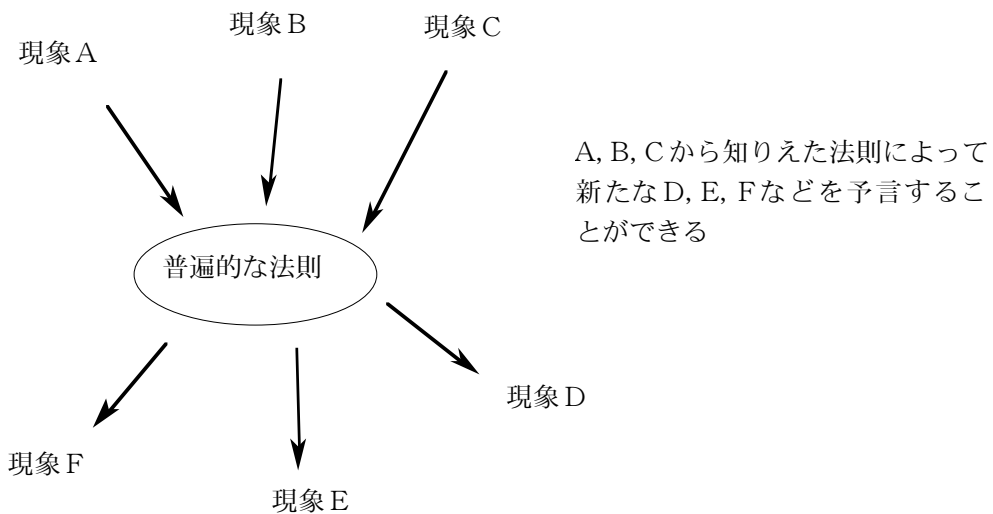 現象A
現象B
現象C
A, B, Cから知りえた法則によって
新たなD, E, Fなどを予言するこ
とができる
普遍的な法則
現象D
現象F
現象E